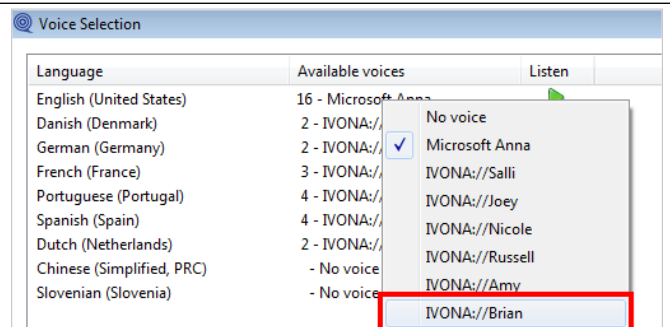 Voice Selection
Language Available voices Listen
English (United States) 16 - Microsoft Anna
Danish (Denmark) 2 - IVONA:/
German (Germany) 2 - IVONA:/
French (France) 3 - IVONA:/
Portuguese (Portugal) 4 - IVONA:/
Spanish (Spain) 4 - IVONA:/
Dutch (Netherlands) 2 - IVONA:/
Chinese (Simplified, PRC) - No voice
Slovenian (Slovenia) - No voice
No voice
Microsoft Anna
IVONA://Salli
IVONA://Joey
IVONA://Nicole
IVONA://Russell
IVONA://Amy
IVONA://Brian